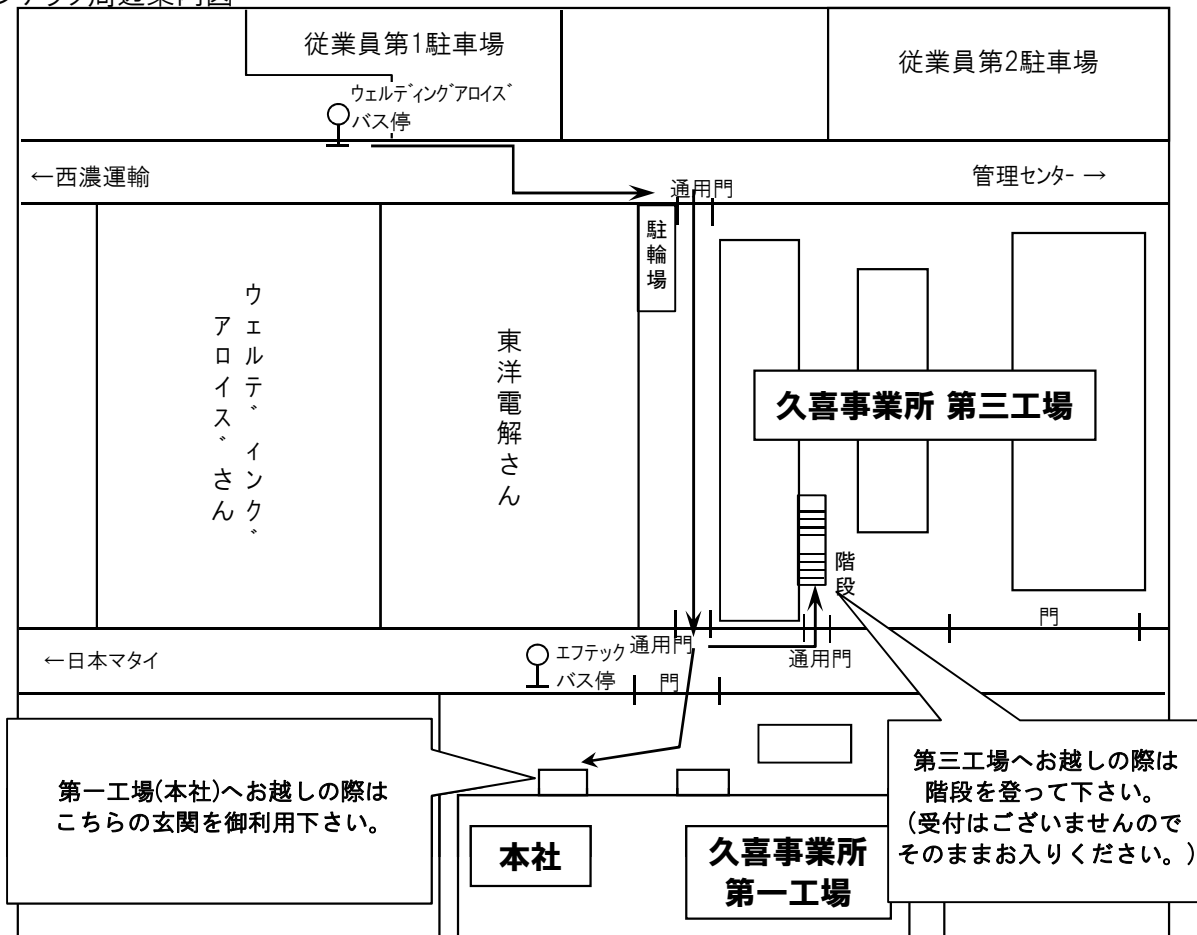 テック周辺案内図
従業員第1駐車場
従業員第2駐車場
ウェルディングアロイズ
バス停
←西濃運輸
管理センター →
通用門
駐輪場
ウェルディング
アロイズさん
東洋電解さん
久喜事業所 第三工場
階段
門
←日本マタイ
エフテック
バス停
通用門
通用門
門
第一工場(本社)へお越しの際は
こちらの玄関を御利用下さい。
第三工場へお越しの際は
階段を登って下さい。
(受付はございませんので
そのままお入りください。)
本社
久喜事業所
第一工場